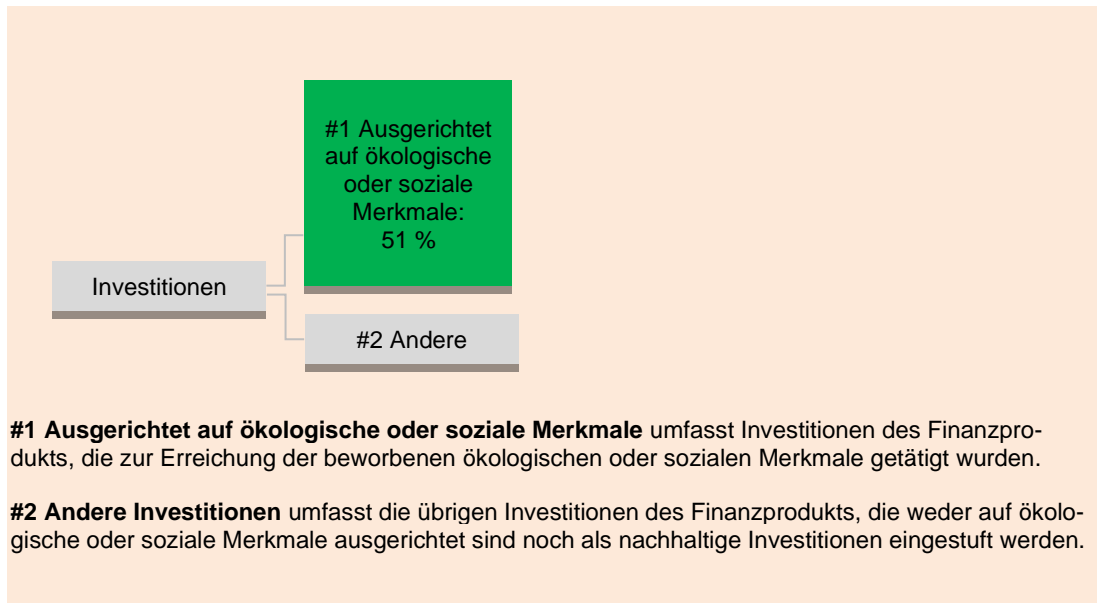 #1 Ausgerichtet
auf ökologische
oder soziale
Merkmale:
51 %
Investitionen
#2 Andere
#1 Ausgerichtet auf ökologische oder soziale Merkmale umfasst Investitionen des Finanzpro-
dukts, die zur Erreichung der beworbenen ökologischen oder sozialen Merkmale getätigt wurden.
#2 Andere Investitionen umfasst die übrigen Investitionen des Finanzprodukts, die weder auf ökolo-
gische oder soziale Merkmale ausgerichtet sind noch als nachhaltige Investitionen eingestuft werden.